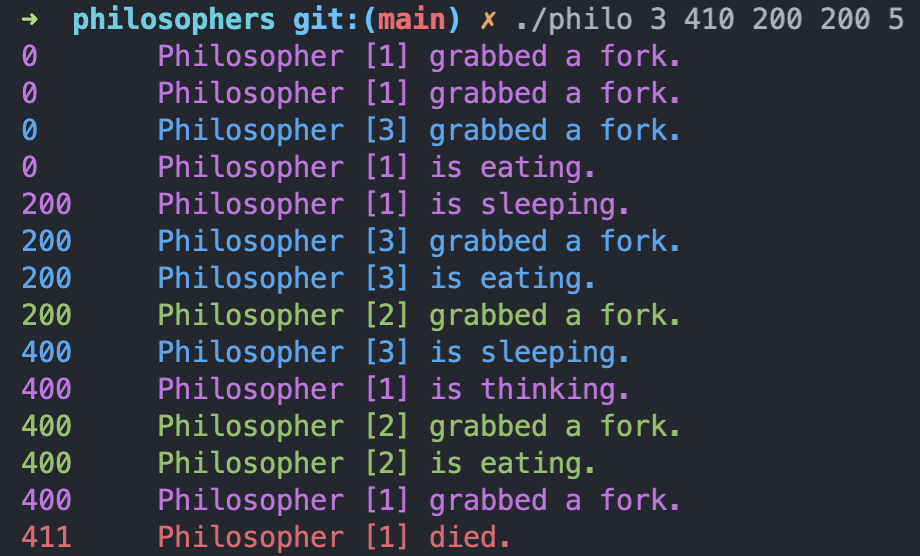 ➜ philosophers git:(main) ✗ ./philo 3 410 200 200 5
0 Philosopher [1] grabbed a fork.
0 Philosopher [1] grabbed a fork.
0 Philosopher [3] grabbed a fork.
0 Philosopher [1] is eating.
200 Philosopher [1] is sleeping.
200 Philosopher [3] grabbed a fork.
200 Philosopher [3] is eating.
200 Philosopher [2] grabbed a fork.
400 Philosopher [3] is sleeping.
400 Philosopher [1] is thinking.
400 Philosopher [2] grabbed a fork.
400 Philosopher [2] is eating.
400 Philosopher [1] grabbed a fork.
411 Philosopher [1] died.